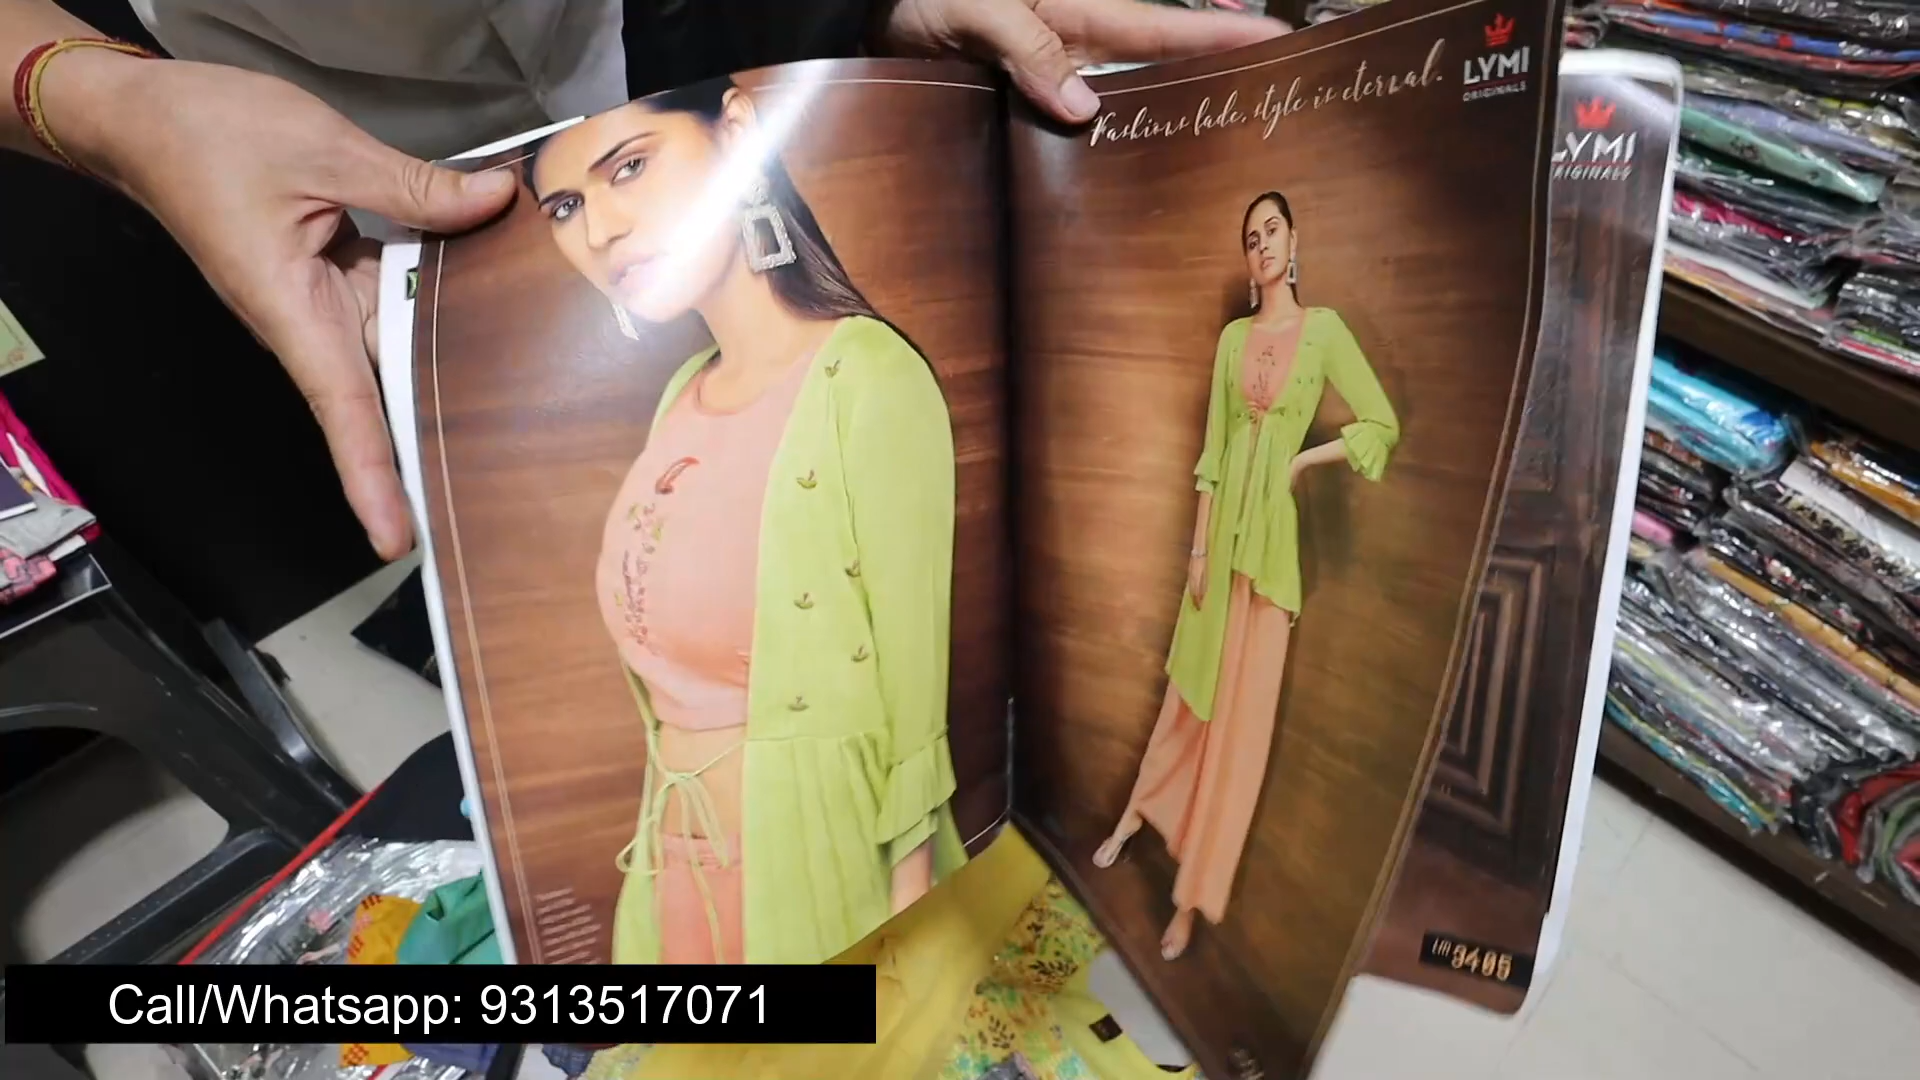 Fashions fade, style is eternal.
LYMI
ORIGINALS
LYMI
ORIGINALS
9405
Call/Whatsapp: 9313517071